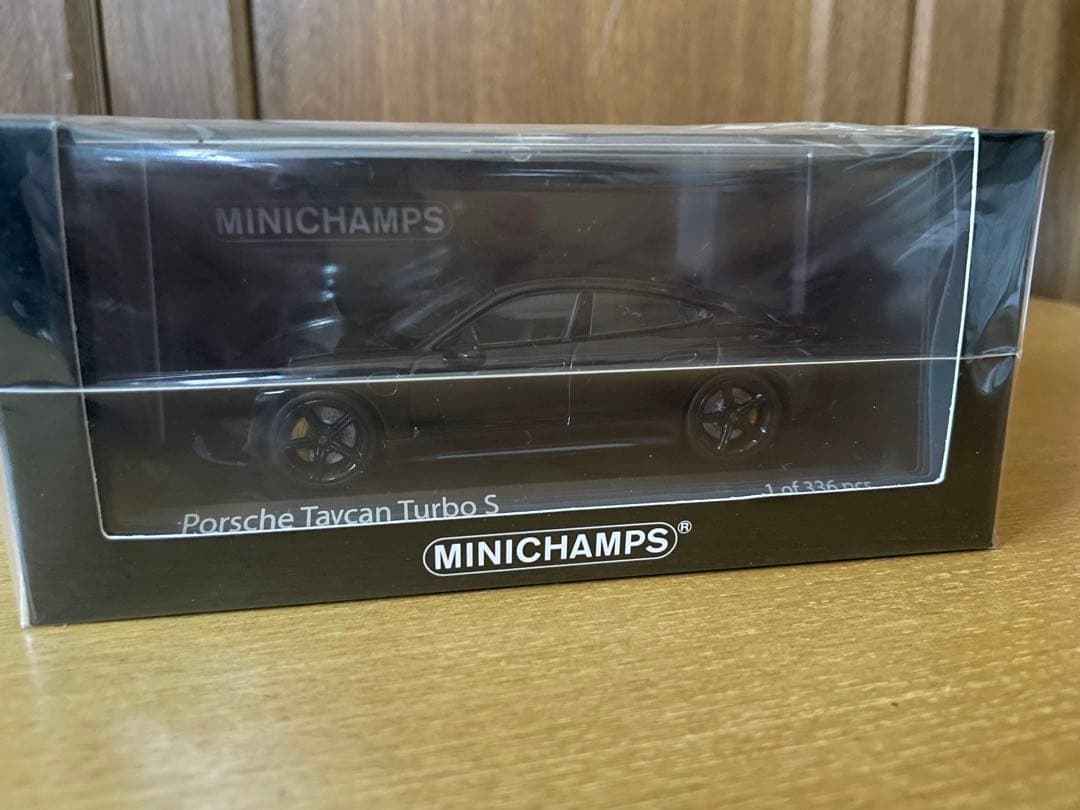 MINICHAMPS®
Porsche Taycan Turbo S
1 of 336 pcs
MINICHAMPS®